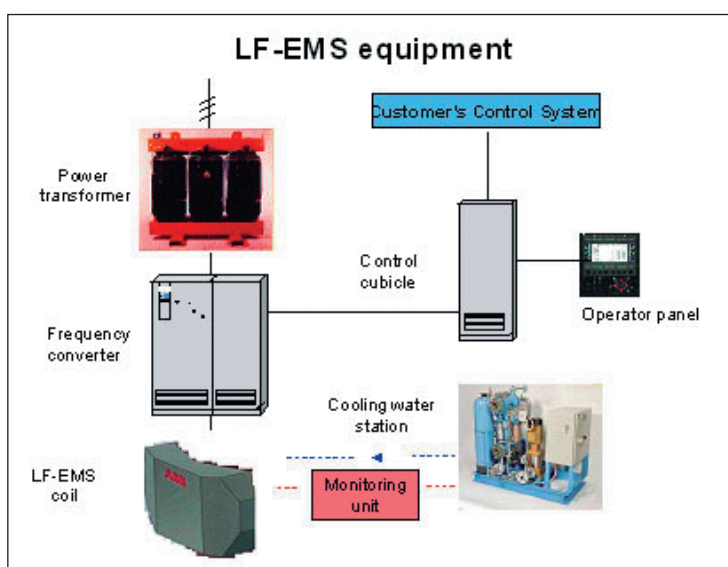 LF-EMS equipment
Customer's Control System
Power
transformer
Control
cubicle
Operator panel
Frequency
converter
Cooling water
station
LF-EMS
coil
ABB
Monitoring
unit